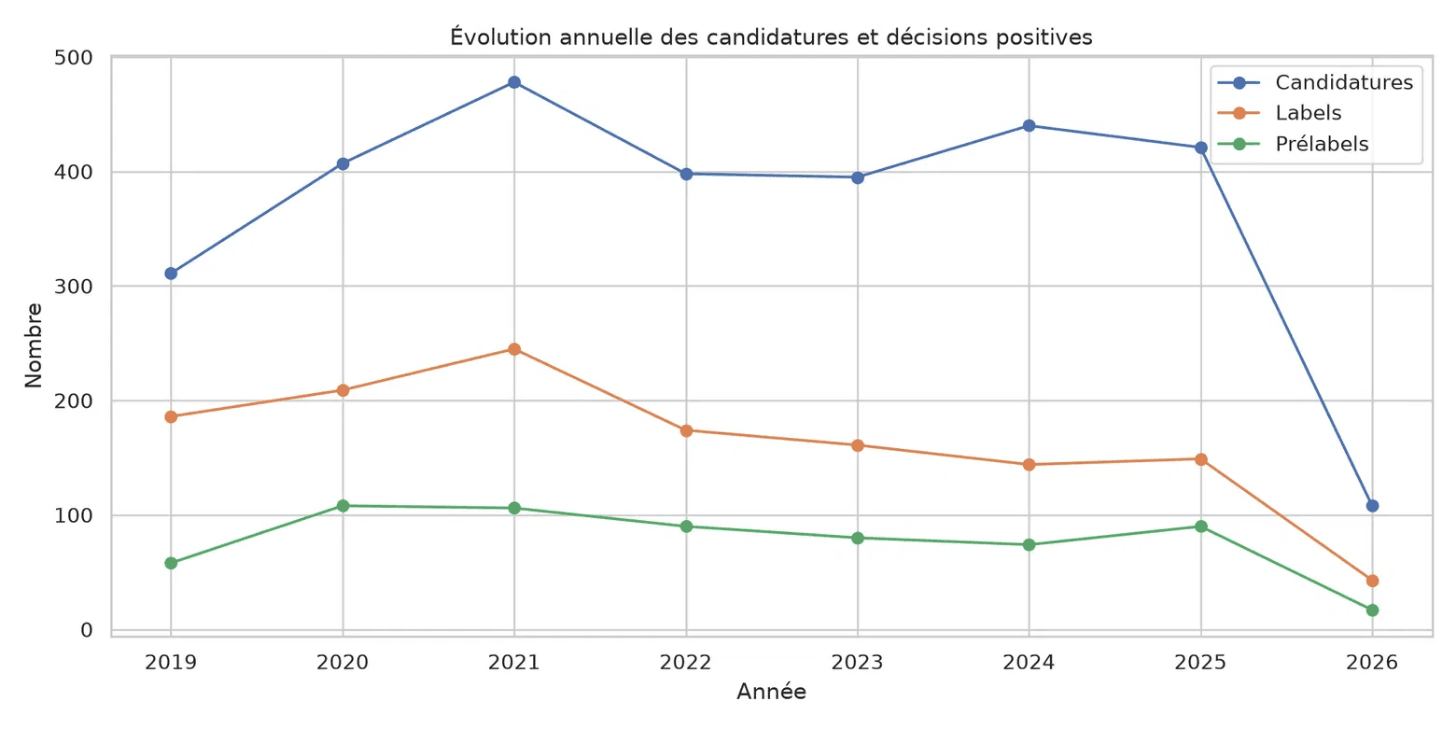 Évolution annuelle des candidatures et décisions positives
500
400
300
200
100
0
Nombre
Candidatures
Labels
Prélabels
2019 2020 2021 2022 2023 2024 2025 2026
Année